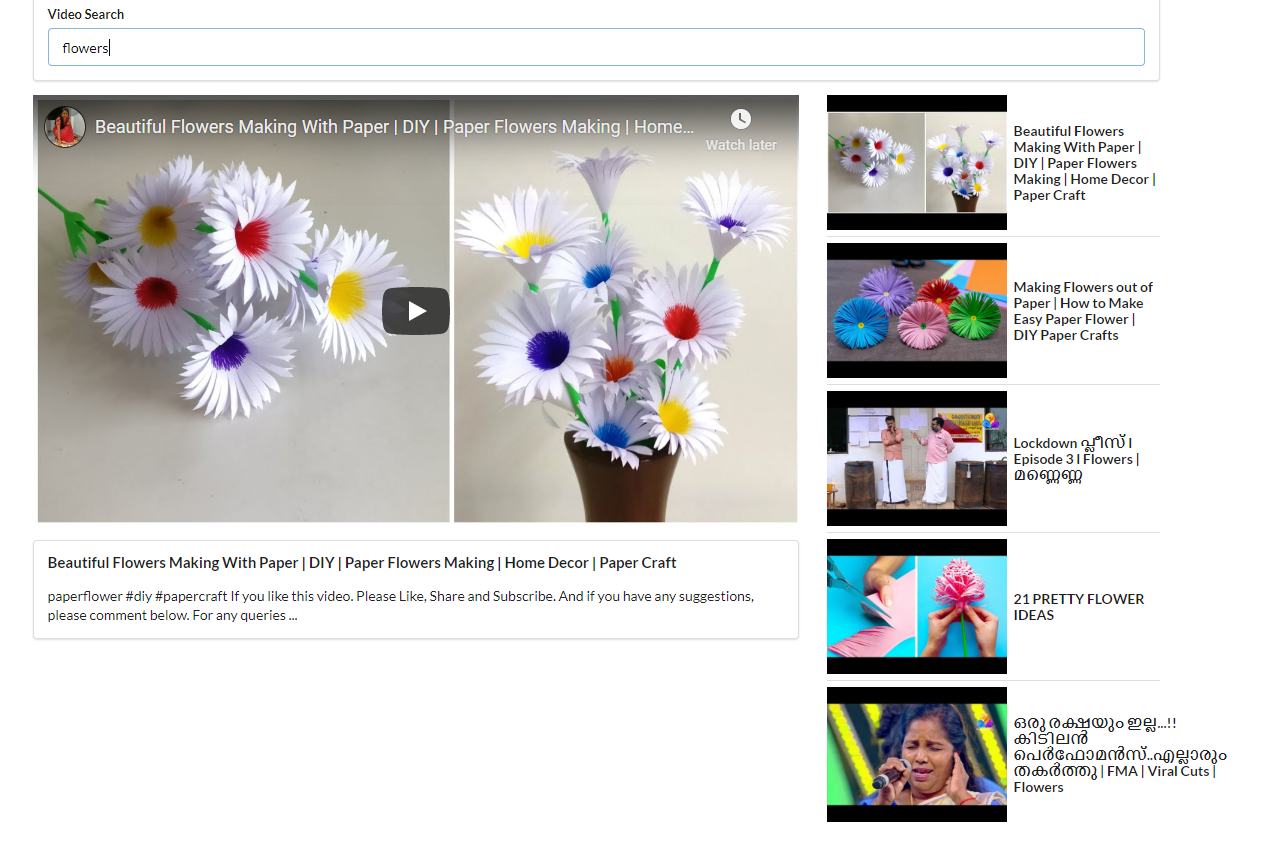 Video Search
flowers
Beautiful Flowers Making With Paper | DIY | Paper Flowers Making | Home...
Watch later
Beautiful Flowers Making With Paper | DIY | Paper Flowers Making | Home Decor | Paper Craft
paperflower #diy #papercraft If you like this video. Please Like, Share and Subscribe. And if you have any suggestions,
please comment below. For any queries ...
Beautiful Flowers
Making With Paper |
DIY | Paper Flowers
Making | Home Decor |
Paper Craft
Making Flowers out of
Paper | How to Make
Easy Paper Flower |
DIY Paper Crafts
Lockdown പ്ലീസ് I
Episode 3 I Flowers |
മണ്ണെണ്ണ
21 PRETTY FLOWER
IDEAS
ഒരു രക്ഷയും ഇല്ല...!!
കിടിലൻ
പെർഫോമൻസ്..എല്ലാരും
തകർത്തു | FMA | Viral Cuts |
Flowers